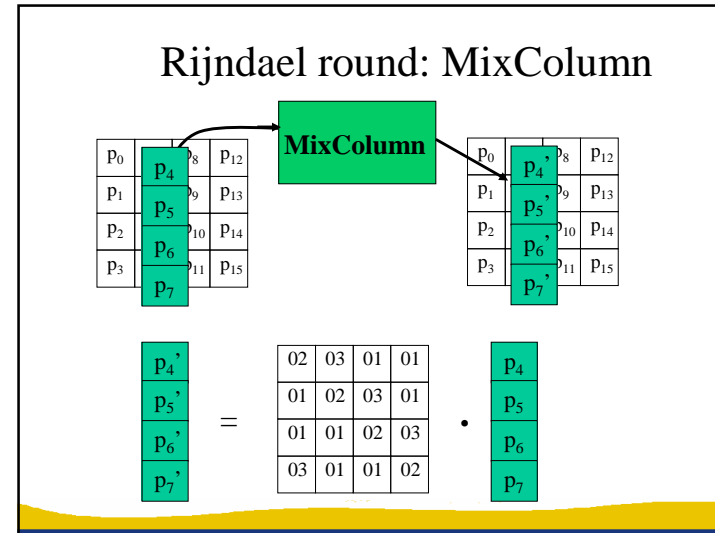 Rijndael round: MixColumn
MixColumn
p₀ p₄ p₈ p₁₂
p₁ p₅ p₉ p₁₃
p₂ p₆ p₁₀ p₁₄
p₃ p₇ p₁₁ p₁₅
p₀ p₄’ p₈ p₁₂
p₁ p₅’ p₉ p₁₃
p₂ p₆’ p₁₀ p₁₄
p₃ p₇’ p₁₁ p₁₅
p₄’ 02 03 01 01 p₄
p₅’ 01 02 03 01 p₅
= •
p₆’ 01 01 02 03 p₆
p₇’ 03 01 01 02 p₇